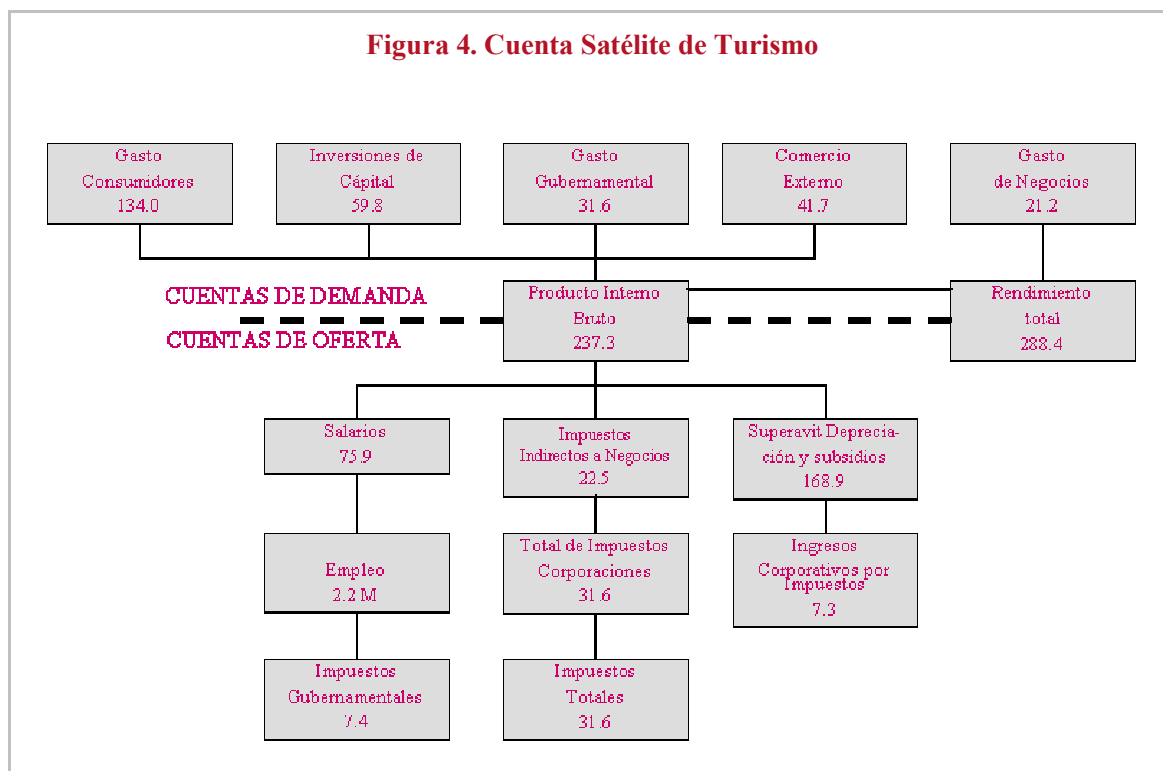 Figura 4. Cuenta Satélite de Turismo
Gasto
Consumidores
134.0
Inversiones de
Cápital
59.8
Gasto
Gubernamental
31.6
Comercio
Externo
41.7
Gasto
de Negocios
21.2
CUENTAS DE DEMANDA
CUENTAS DE OFERTA
Producto Interno
Bruto
237.3
Rendimiento
total
288.4
Salarios
75.9
Impuestos
Indirectos a Negocios
22.5
Superavit Deprecia-
ción y subsidios
168.9
Empleo
2.2 M
Total de Impuestos
Corporaciones
31.6
Ingresos
Corporativos por
Impuestos
7.3
Impuestos
Gubernamentales
7.4
Impuestos
Totales
31.6